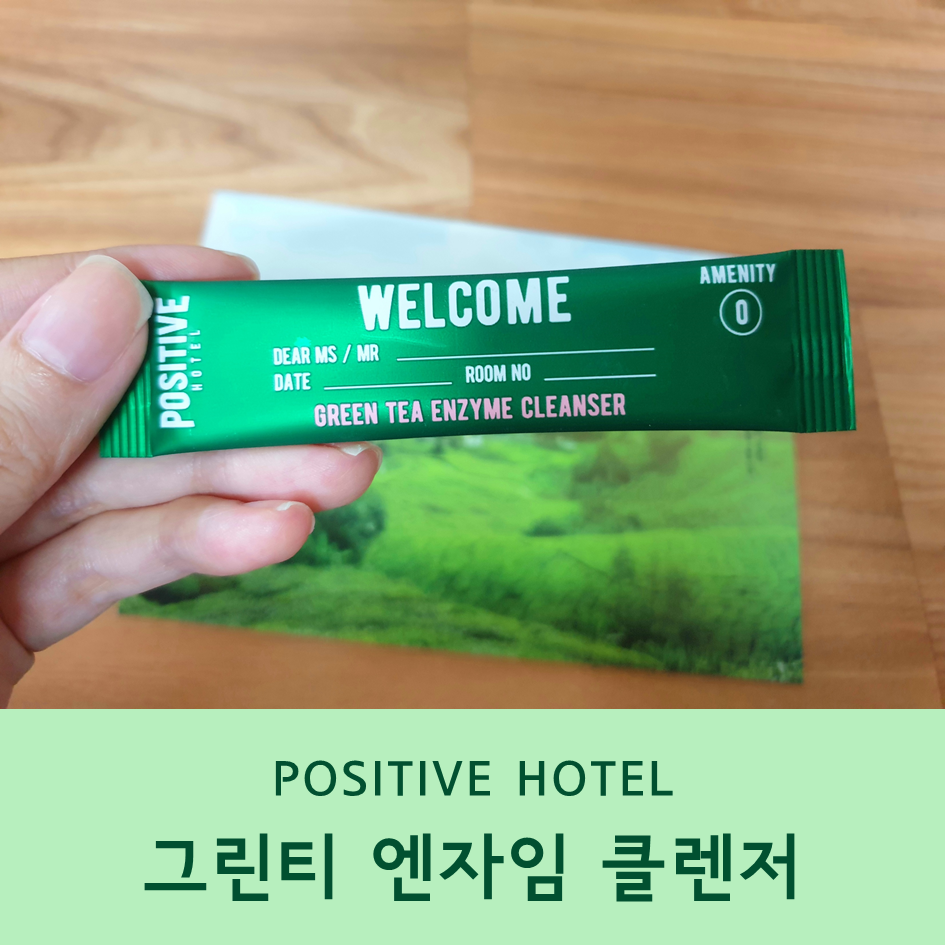 POSITIVE
HOTEL
WELCOME
AMENITY
0
DEAR MS / MR
DATE ROOM NO
GREEN TEA ENZYME CLEANSER
POSITIVE HOTEL
그린티 엔자임 클렌저